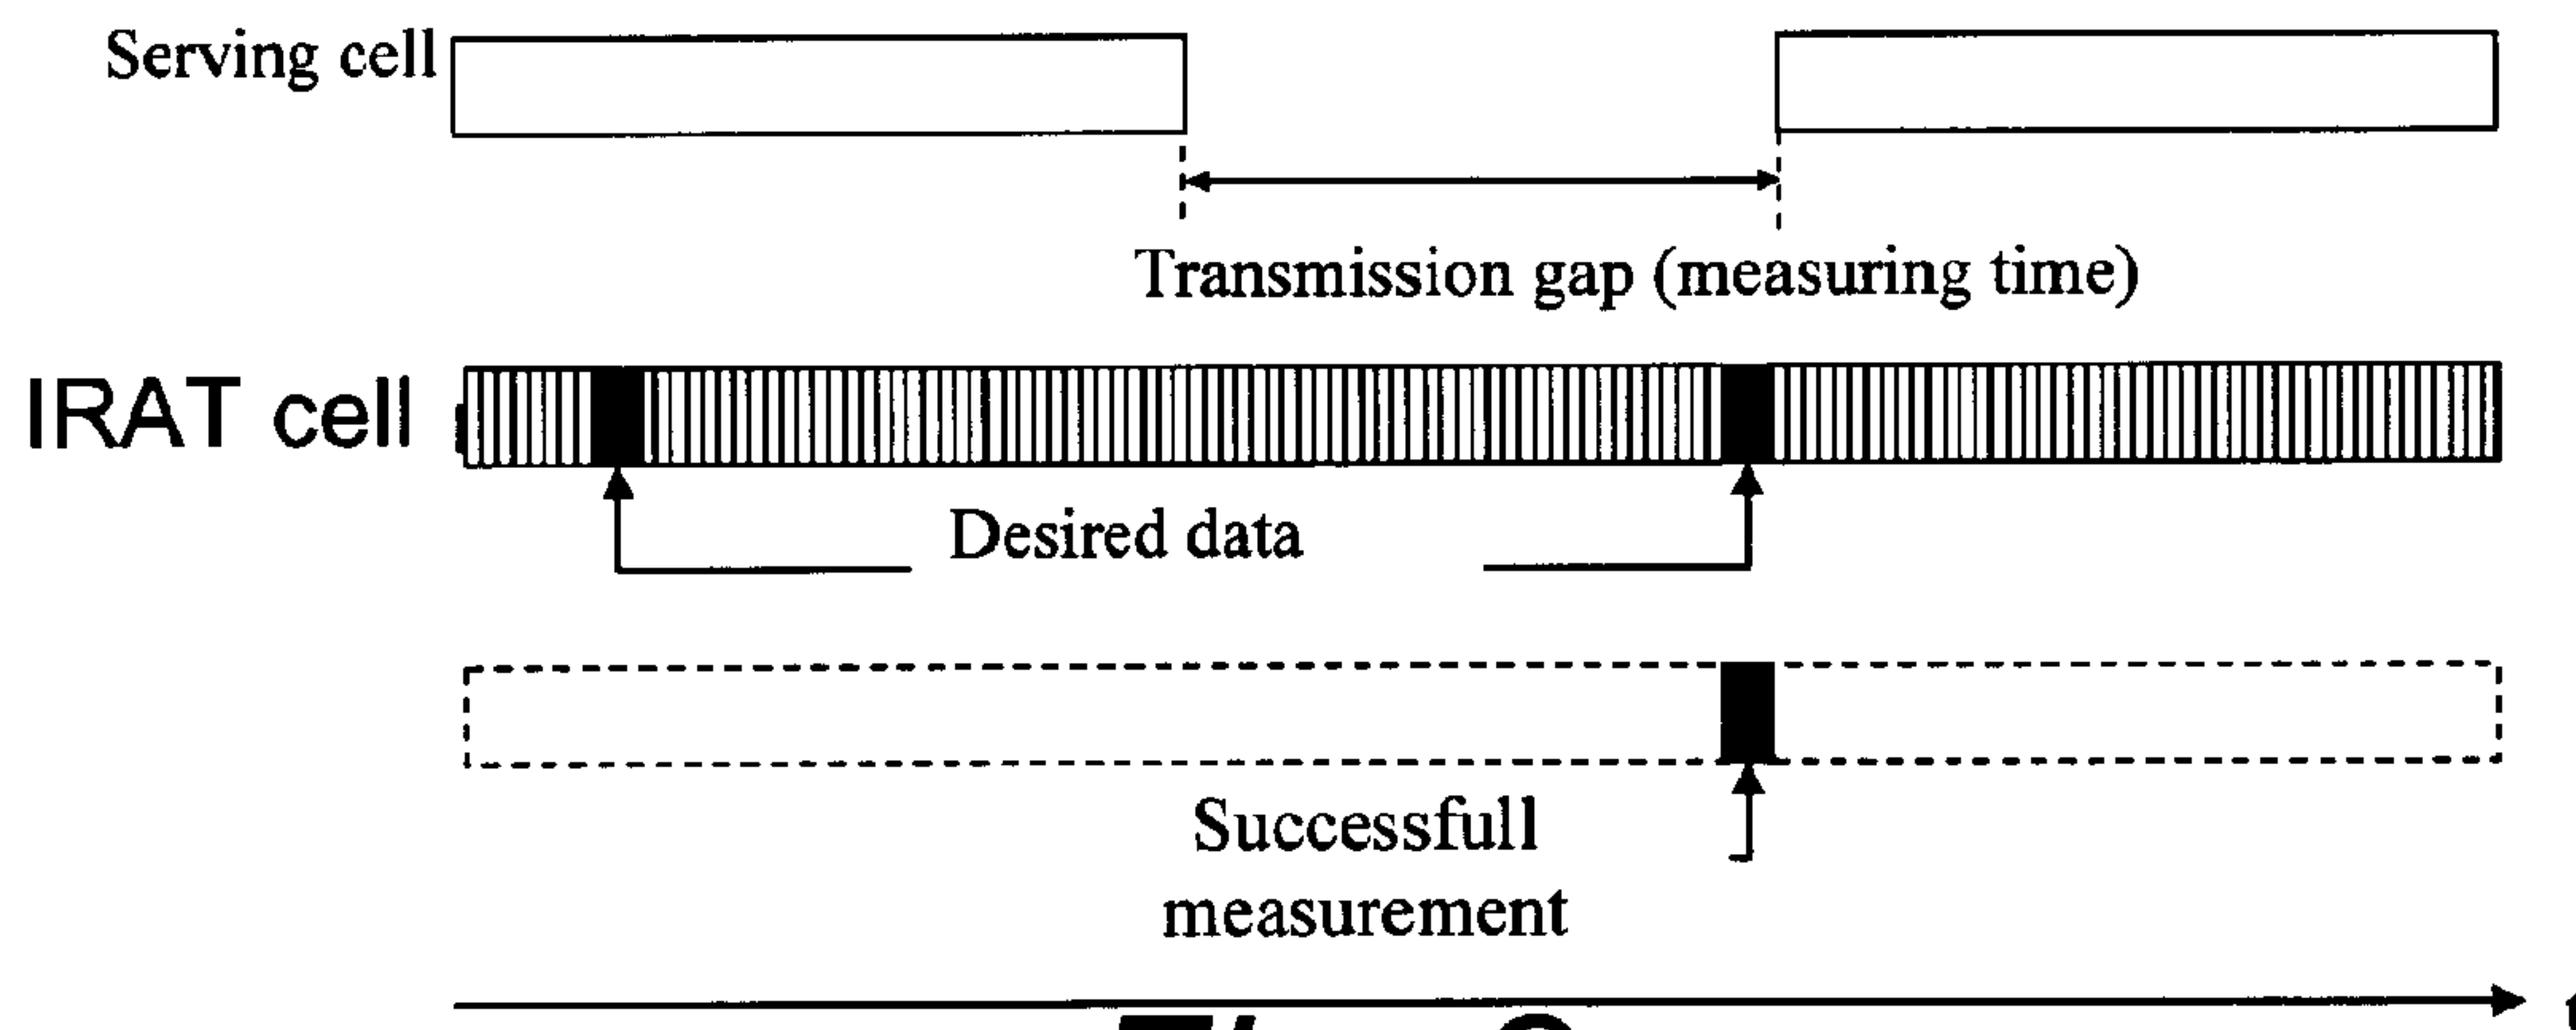 Serving cell
Transmission gap (measuring time)
IRAT cell
Desired data
Successfull
measurement